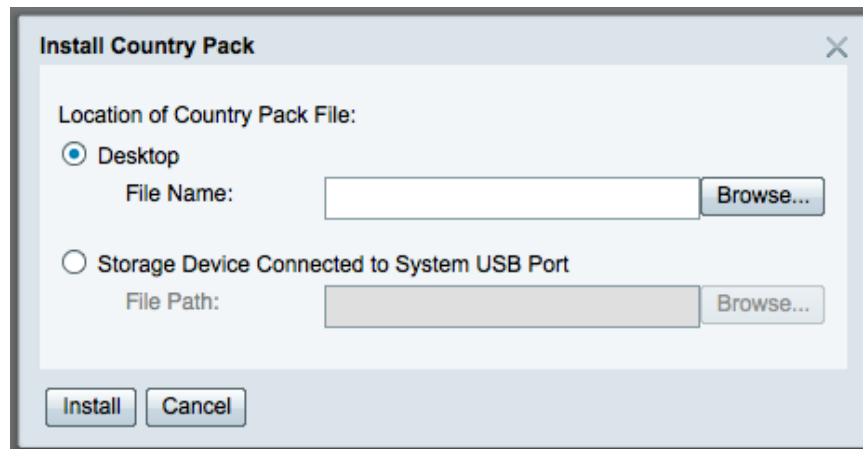 Install Country Pack
Location of Country Pack File:
Desktop
File Name:
Browse...
Storage Device Connected to System USB Port
File Path:
Browse...
Install
Cancel